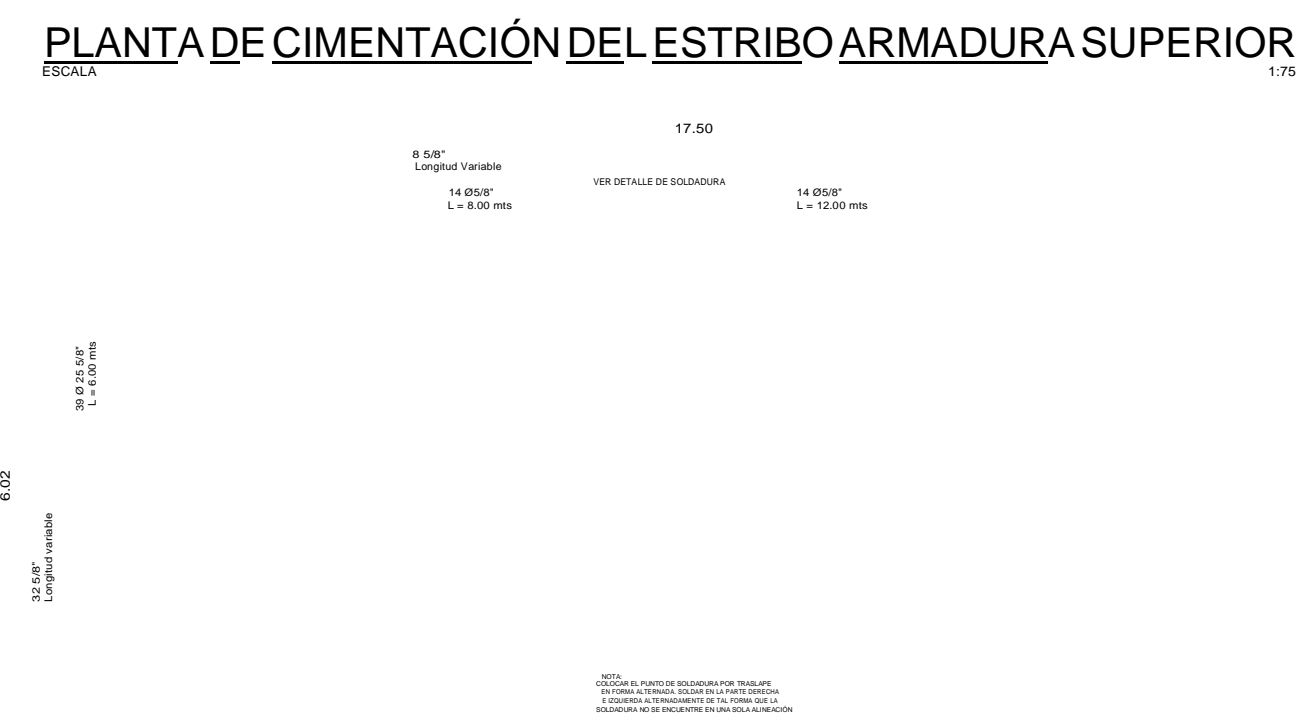 PLANTA DE CIMENTACIÓN DEL ESTRIBO ARMADURA SUPERIOR
ESCALA 1:75
17.50
8 5/8"
Longitud Variable
VER DETALLE DE SOLDADURA
14 Ø5/8"
L = 8.00 mts
14 Ø5/8"
L = 12.00 mts
39 Ø 25 5/8"
L = 6.00 mts
6.02
32 5/8"
Longitud variable
NOTA:
COLOCAR EL PUNTO DE SOLDADURA POR TRASLAPE
EN FORMA ALTERNADA. SOLDAR EN LA PARTE DERECHA
E IZQUIERDA ALTERNADAMENTE DE TAL FORMA QUE LA
SOLDADURA NO SE ENCUENTRE EN UNA SOLA ALINEACIÓN